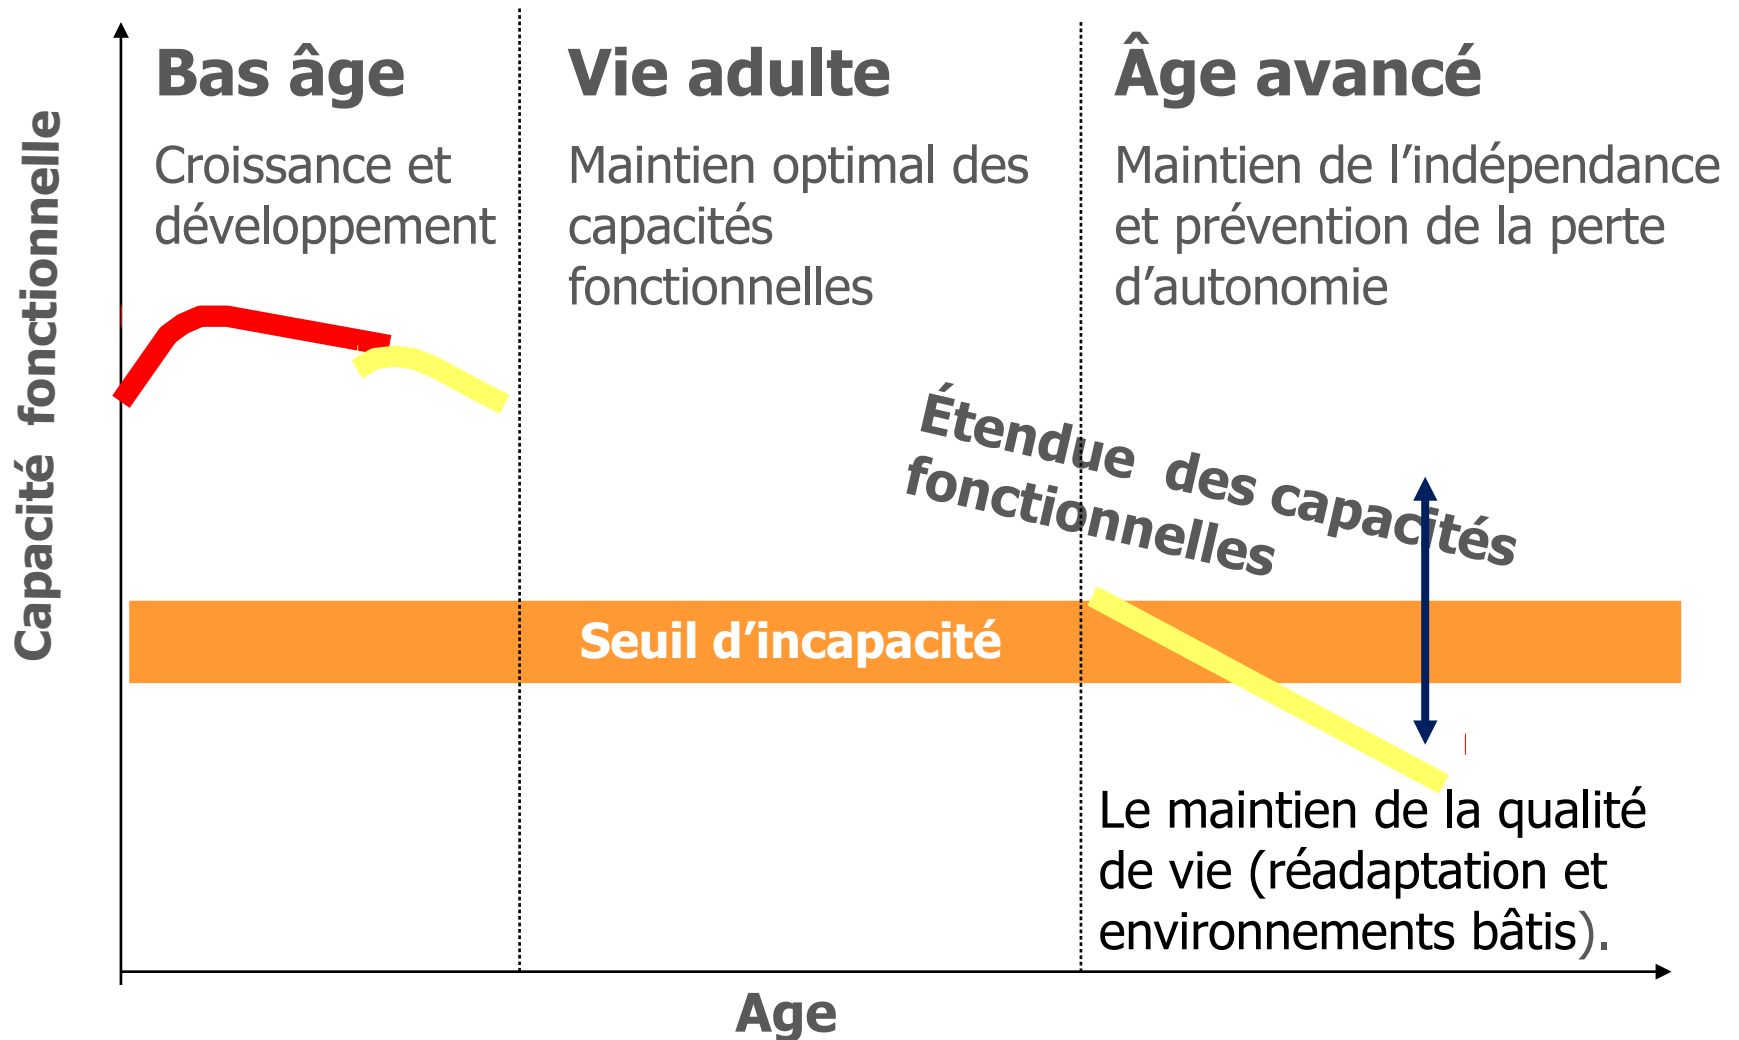 Capacité fonctionnelle
Bas âge
Croissance et
développement
Vie adulte
Maintien optimal des
capacités
fonctionnelles
Âge avancé
Maintien de l’indépendance
et prévention de la perte
d’autonomie
Étendue des capacités
fonctionnelles
Seuil d’incapacité
Le maintien de la qualité
de vie (réadaptation et
environnements bâtis).
Age